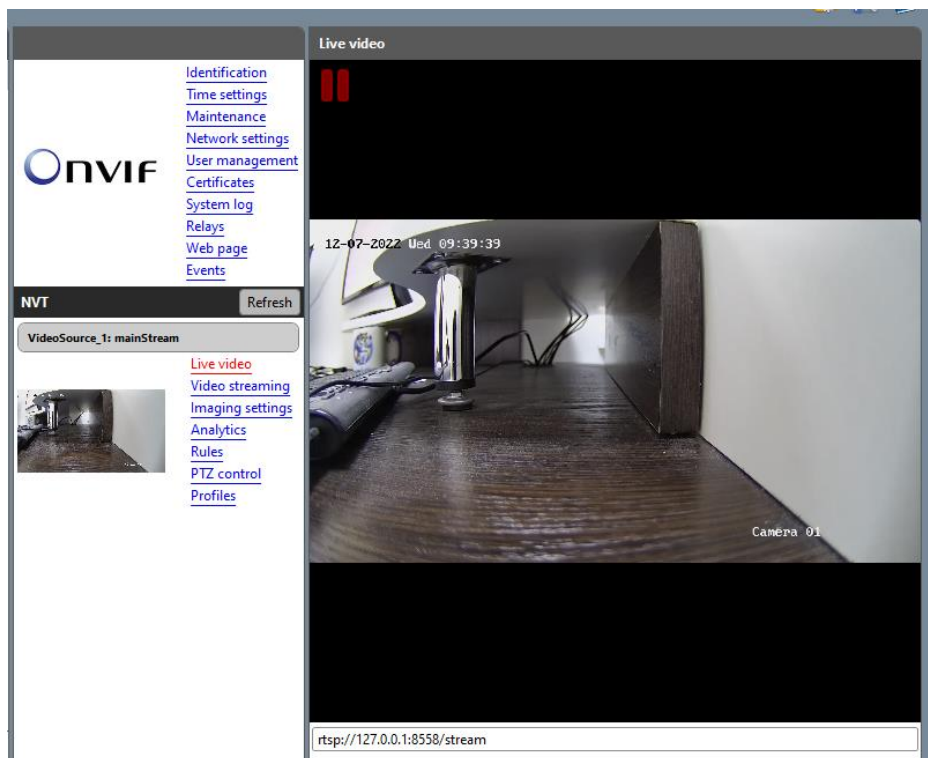 Identification
Time settings
Maintenance
Network settings
User management
Certificates
System log
Relays
Web page
Events
ONVIF
NVT
Refresh
VideoSource_1: mainStream
Live video
Video streaming
Imaging settings
Analytics
Rules
PTZ control
Profiles
Live video
12-07-2022 Wed 09:39:39
Camera 01
rtsp://127.0.0.1:8558/stream